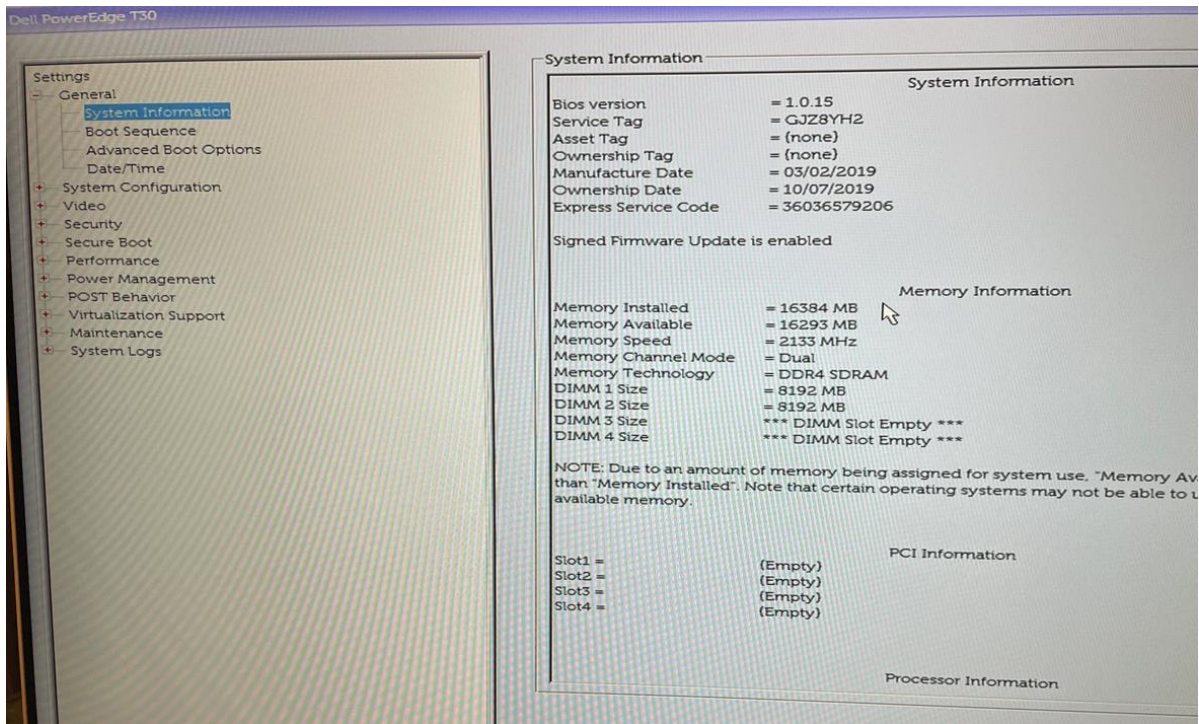 Dell PowerEdge T30
Settings
General
System Information
Boot Sequence
Advanced Boot Options
Date/Time
System Configuration
Video
Security
Secure Boot
Performance
Power Management
POST Behavior
Virtualization Support
Maintenance
System Logs
System Information
System Information
Bios version = 1.0.15
Service Tag = GJZ8YH2
Asset Tag = {none}
Ownership Tag = {none}
Manufacture Date = 03/02/2019
Ownership Date = 10/07/2019
Express Service Code = 36036579206
Signed Firmware Update is enabled
Memory Information
Memory Installed = 16384 MB
Memory Available = 16293 MB
Memory Speed = 2133 MHz
Memory Channel Mode = Dual
Memory Technology = DDR4 SDRAM
DIMM 1 Size = 8192 MB
DIMM 2 Size = 8192 MB
DIMM 3 Size *** DIMM Slot Empty ***
DIMM 4 Size *** DIMM Slot Empty ***
NOTE: Due to an amount of memory being assigned for system use, "Memory Av
than "Memory Installed". Note that certain operating systems may not be able to u
available memory.
PCI Information
Slot1 = {Empty}
Slot2 = {Empty}
Slot3 = {Empty}
Slot4 = {Empty}
Processor Information